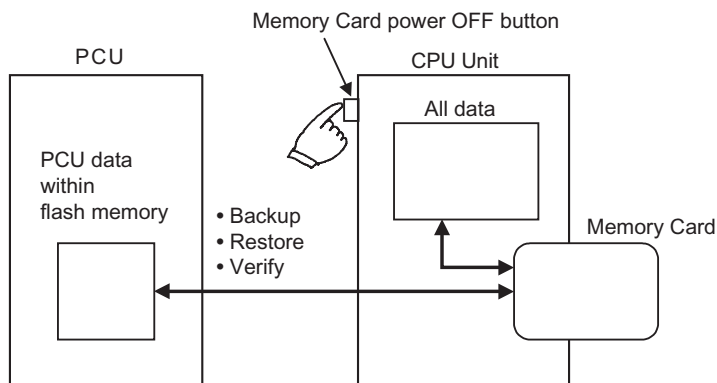 Memory Card power OFF button
PCU
CPU Unit
All data
PCU data
within
flash memory
• Backup
• Restore
• Verify
Memory Card